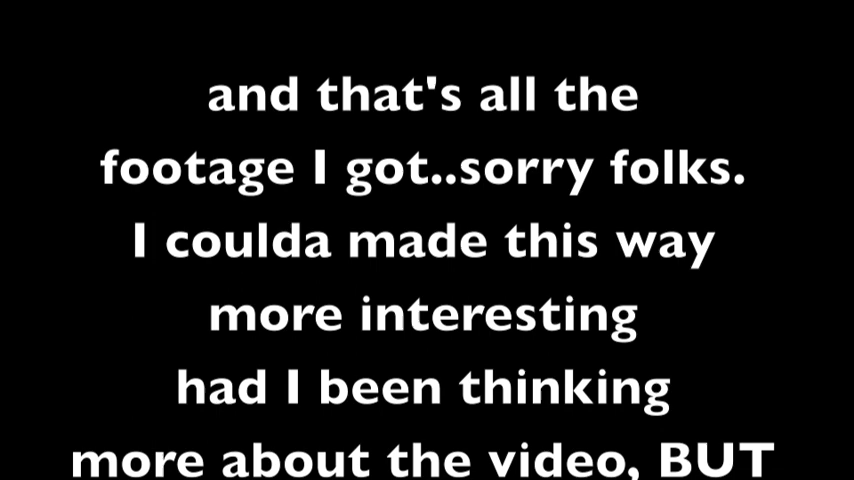 and that's all the
footage I got..sorry folks.
I coulda made this way
more interesting
had I been thinking
more about the video, BUT